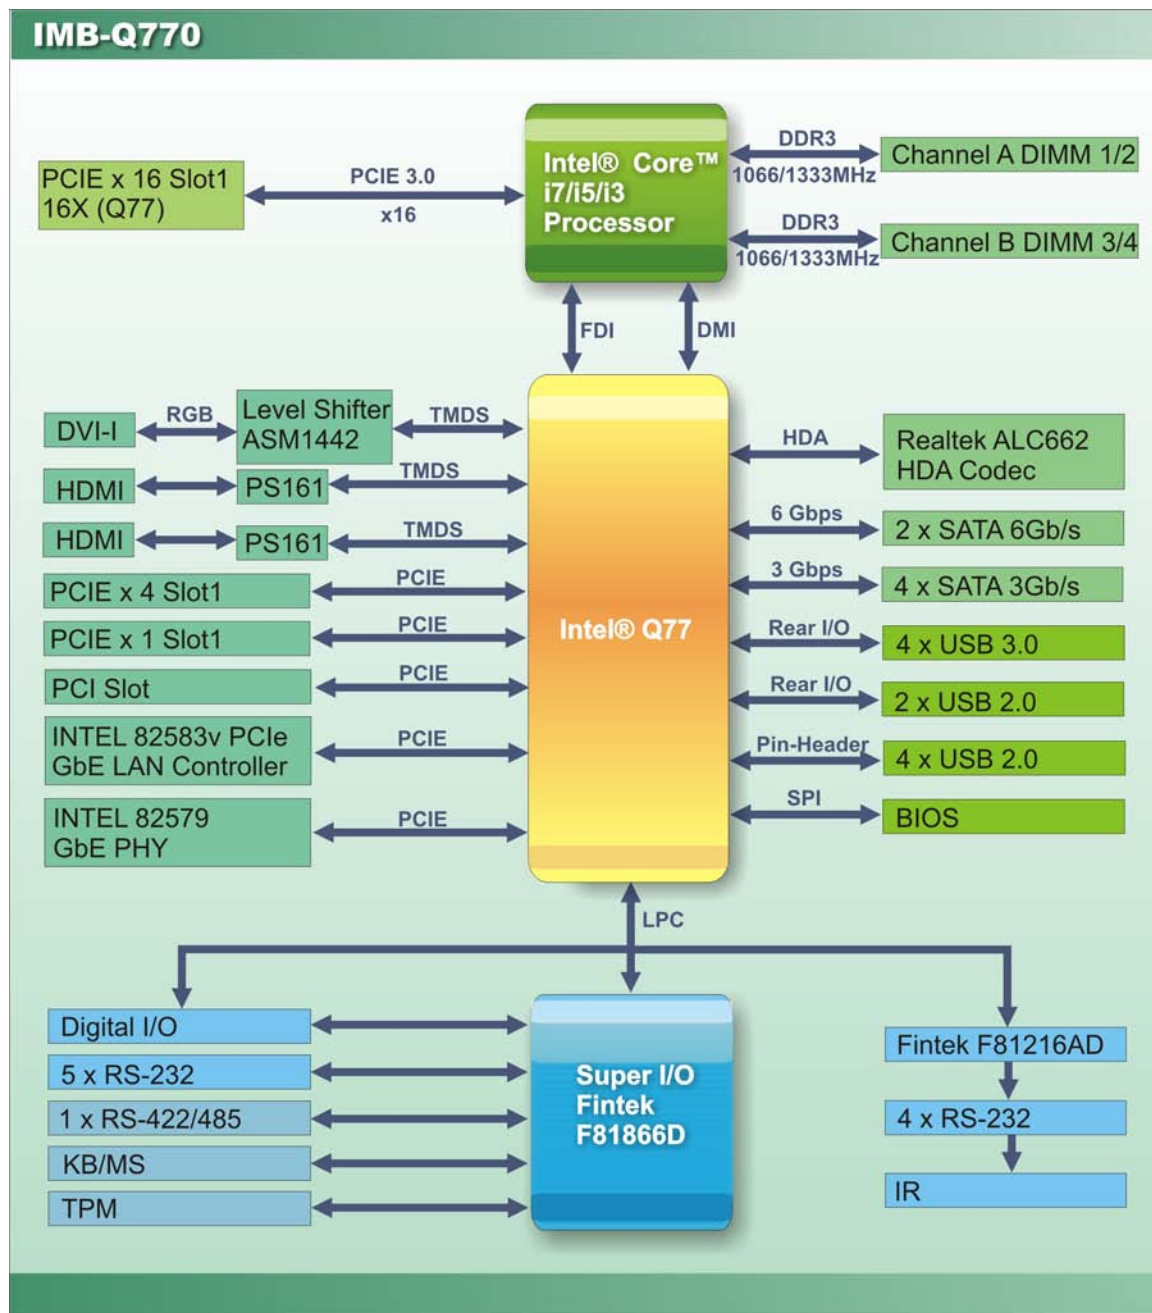 IMB-Q770
Intel® Core™
i7/i5/i3
Processor
PCIE x 16 Slot1
16X (Q77)
PCIE 3.0
x16
DDR3
1066/1333MHz
Channel A DIMM 1/2
DDR3
1066/1333MHz
Channel B DIMM 3/4
FDI
DMI
Intel® Q77
DVI-I
RGB
Level Shifter
ASM1442
TMDS
HDMI
PS161
TMDS
HDMI
PS161
TMDS
PCIE x 4 Slot1
PCIE
PCIE x 1 Slot1
PCIE
PCI Slot
PCIE
INTEL 82583v PCIe
GbE LAN Controller
PCIE
INTEL 82579
GbE PHY
PCIE
HDA
Realtek ALC662
HDA Codec
6 Gbps
2 x SATA 6Gb/s
3 Gbps
4 x SATA 3Gb/s
Rear I/O
4 x USB 3.0
Rear I/O
2 x USB 2.0
Pin-Header
4 x USB 2.0
SPI
BIOS
LPC
Digital I/O
5 x RS-232
1 x RS-422/485
KB/MS
TPM
Super I/O
Fintek
F81866D
Fintek F81216AD
4 x RS-232
IR